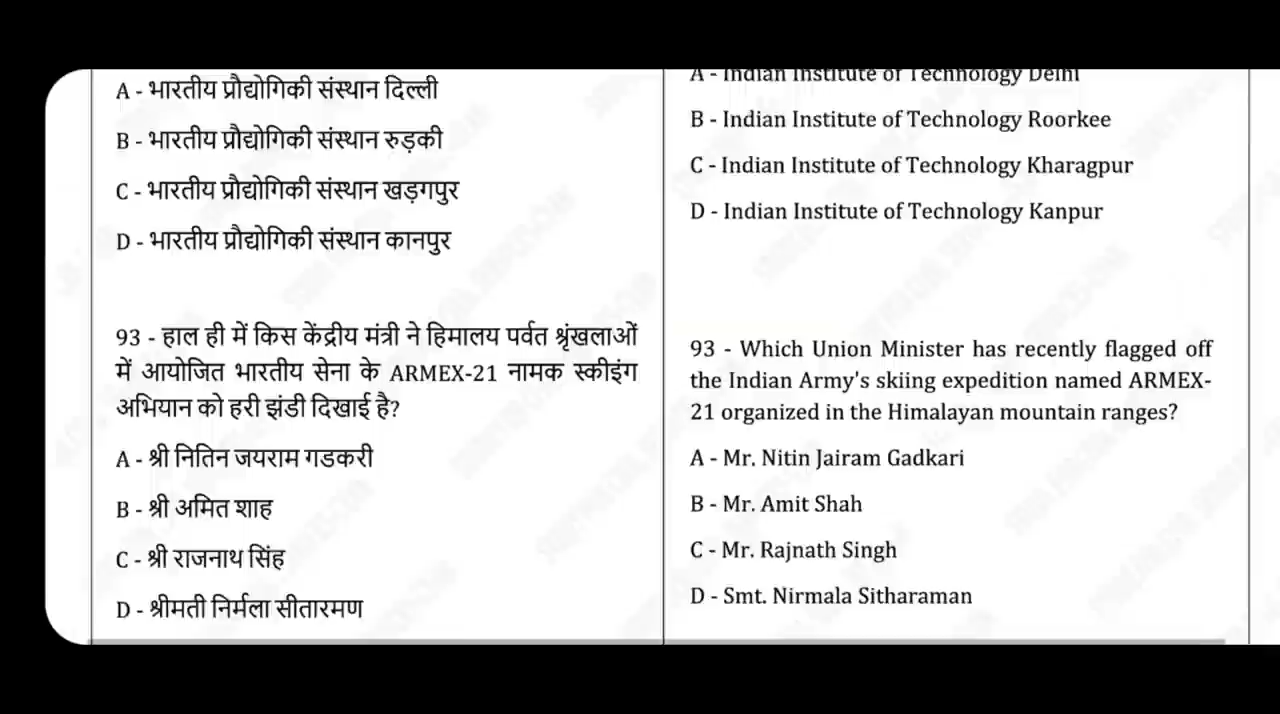 A - भारतीय प्रौद्योगिकी संस्थान दिल्ली
B - भारतीय प्रौद्योगिकी संस्थान रुड़की
C - भारतीय प्रौद्योगिकी संस्थान खड़गपुर
D - भारतीय प्रौद्योगिकी संस्थान कानपुर
93 - हाल ही में किस केंद्रीय मंत्री ने हिमालय पर्वत श्रृंखलाओं
में आयोजित भारतीय सेना के ARMEX-21 नामक स्कीइंग
अभियान को हरी झंडी दिखाई है?
A - श्री नितिन जयराम गडकरी
B - श्री अमित शाह
C - श्री राजनाथ सिंह
D - श्रीमती निर्मला सीतारमण
A - Indian Institute of Technology Delhi
B - Indian Institute of Technology Roorkee
C - Indian Institute of Technology Kharagpur
D - Indian Institute of Technology Kanpur
93 - Which Union Minister has recently flagged off
the Indian Army's skiing expedition named ARMEX-
21 organized in the Himalayan mountain ranges?
A - Mr. Nitin Jairam Gadkari
B - Mr. Amit Shah
C - Mr. Rajnath Singh
D - Smt. Nirmala Sitharaman